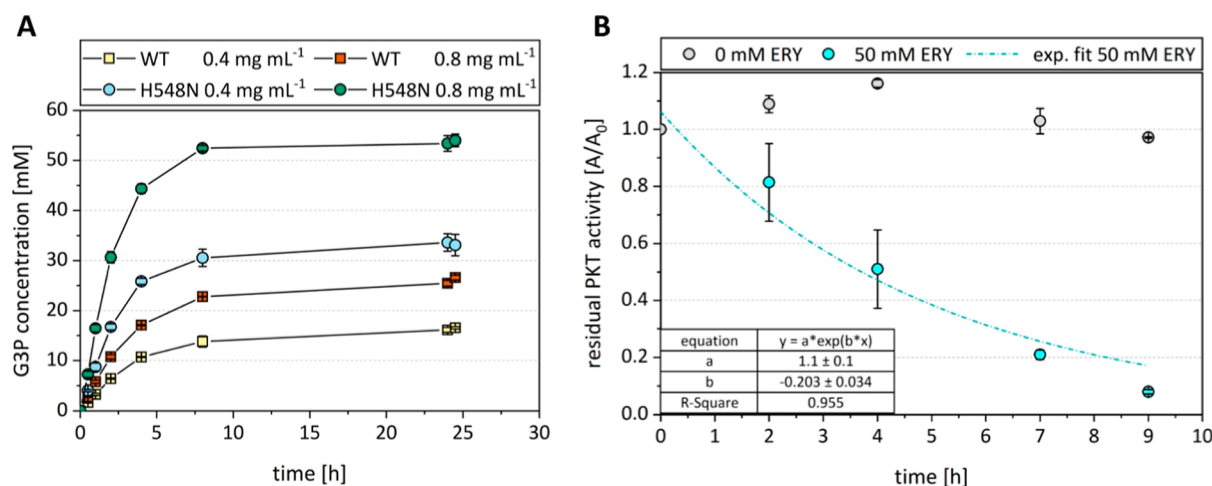 A
WT 0.4 mg mL⁻¹ WT 0.8 mg mL⁻¹
H548N 0.4 mg mL⁻¹ H548N 0.8 mg mL⁻¹
G3P concentration [mM]
60
50
40
30
20
10
0
0 5 10 15 20 25 30
time [h]
B
0 mM ERY 50 mM ERY exp. fit 50 mM ERY
residual PKT activity [A/A₀]
1.2
1.0
0.8
0.6
0.4
0.2
0.0
equation y = a*exp(b*x)
a 1.1 ± 0.1
b -0.203 ± 0.034
R-Square 0.955
0 1 2 3 4 5 6 7 8 9 10
time [h]